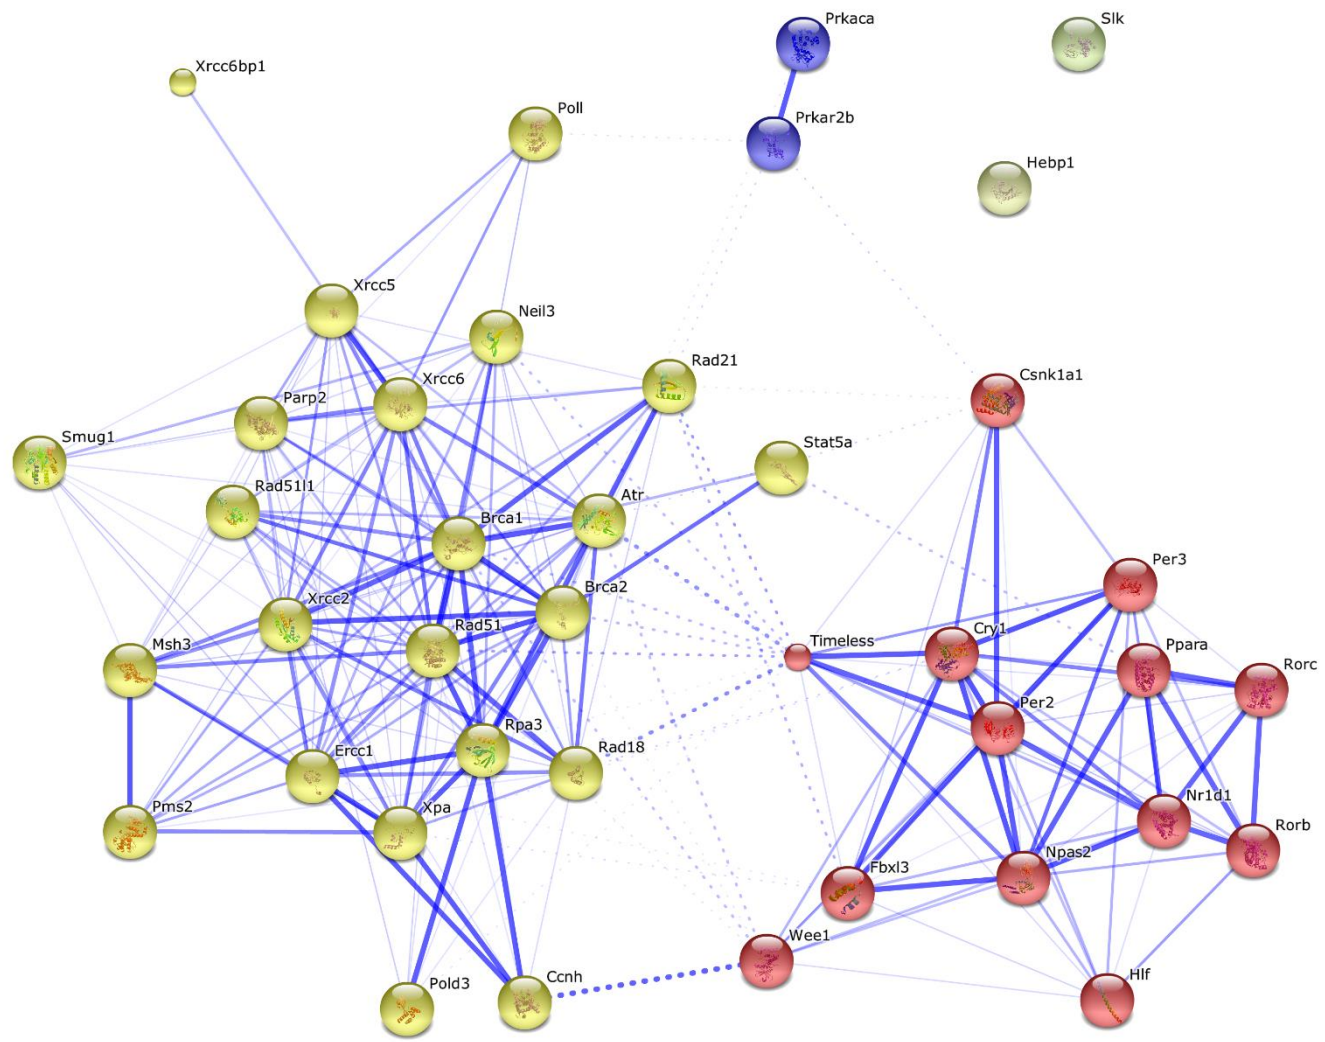 Prkaca
Slk
Xrcc6bp1
Poll
Prkar2b
Hebp1
Xrcc5
Neil3
Rad21
Csnk1a1
Xrcc6
Parp2
Smug1
Stat5a
Rad51l1
Atr
Brca1
Per3
Brca2
Xrcc2
Rad51
Msh3
Timeless
Cry1
Ppara
Rorc
Per2
Rpa3
Ercc1
Rad18
Nr1d1
Pms2
Xpa
Rorb
Npas2
Fbxl3
Wee1
Pold3
Ccnh
Hlf